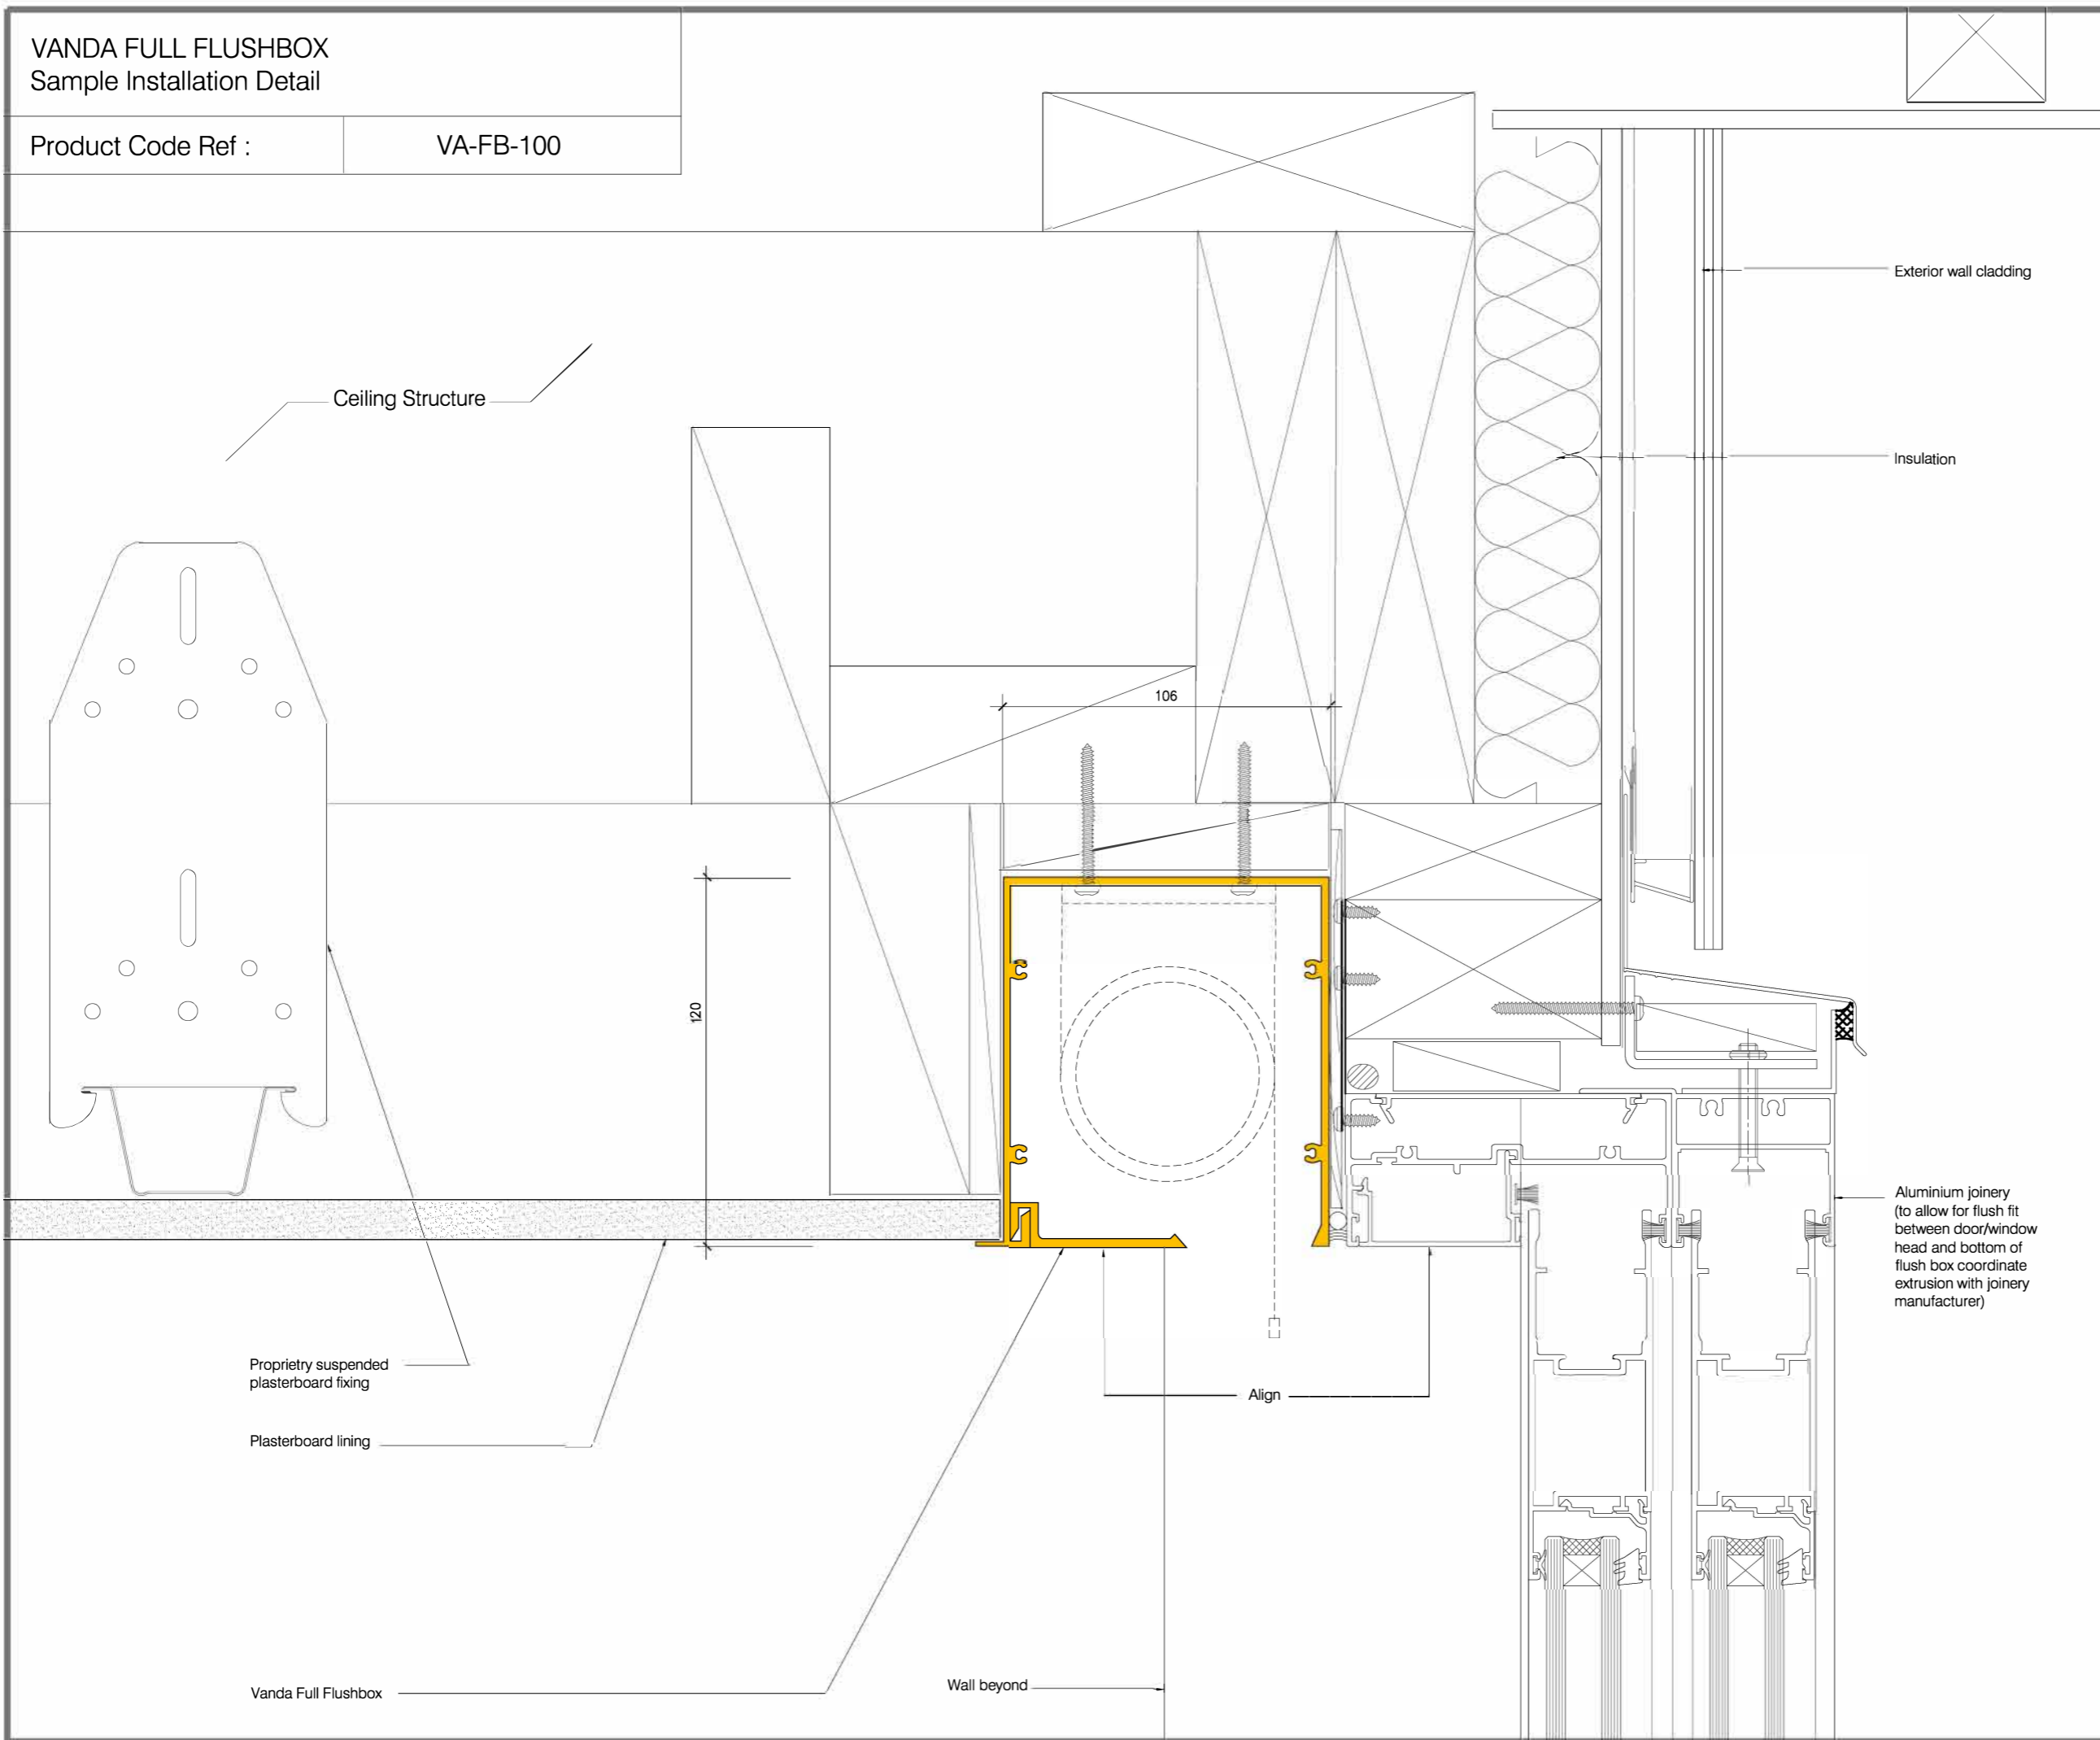 VANDA FULL FLUSHBOX
Sample Installation Detail
Product Code Ref :
VA-FB-100
Exterior wall cladding
Ceiling Structure
Insulation
106
120
Aluminium joinery
(to allow for flush fit
between door/window
head and bottom of
flush box coordinate
extrusion with joinery
manufacturer)
Proprietry suspended
plasterboard fixing
Align
Plasterboard lining
Vanda Full Flushbox
Wall beyond